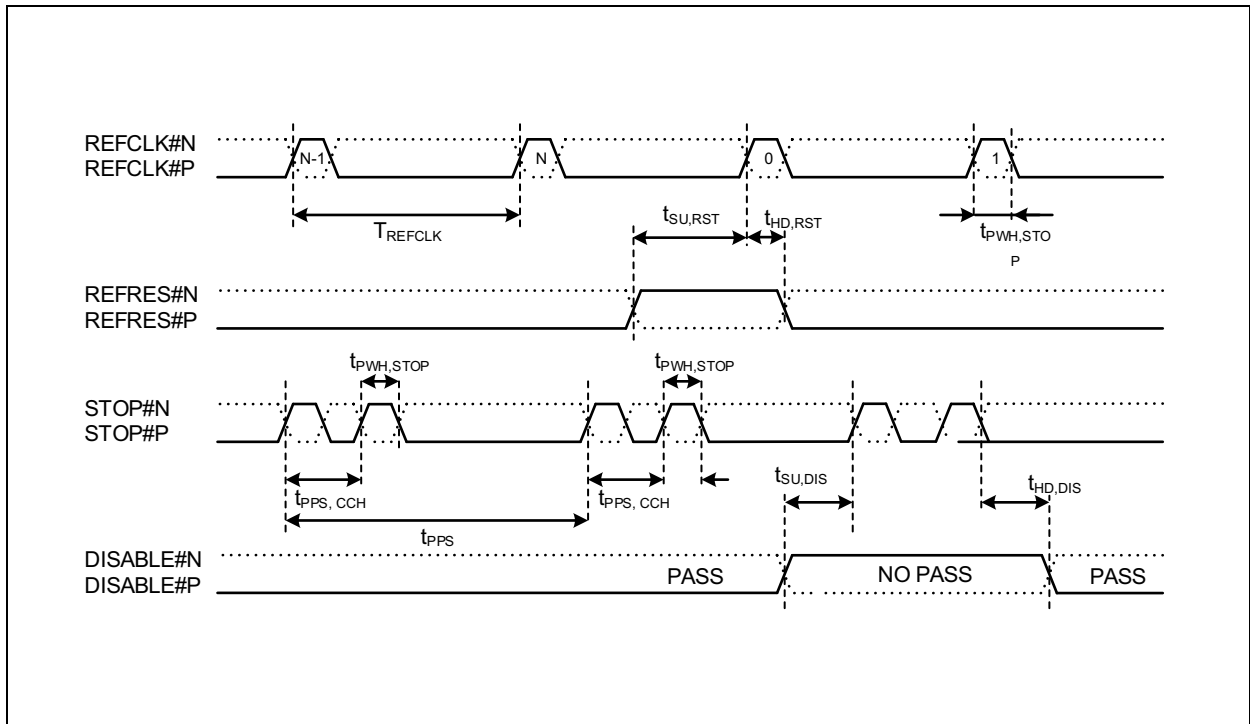 REFCLK#N
REFCLK#P
N-1 N 0 1
TREFCLK
tSU,RST tHD,RST
tPWH,STO
P
REFRES#N
REFRES#P
tPWH,STOP tPWH,STOP
STOP#N
STOP#P
tPPS, CCH tPPS, CCH
tSU,DIS tHD,DIS
tPPS
DISABLE#N
DISABLE#P
PASS NO PASS PASS